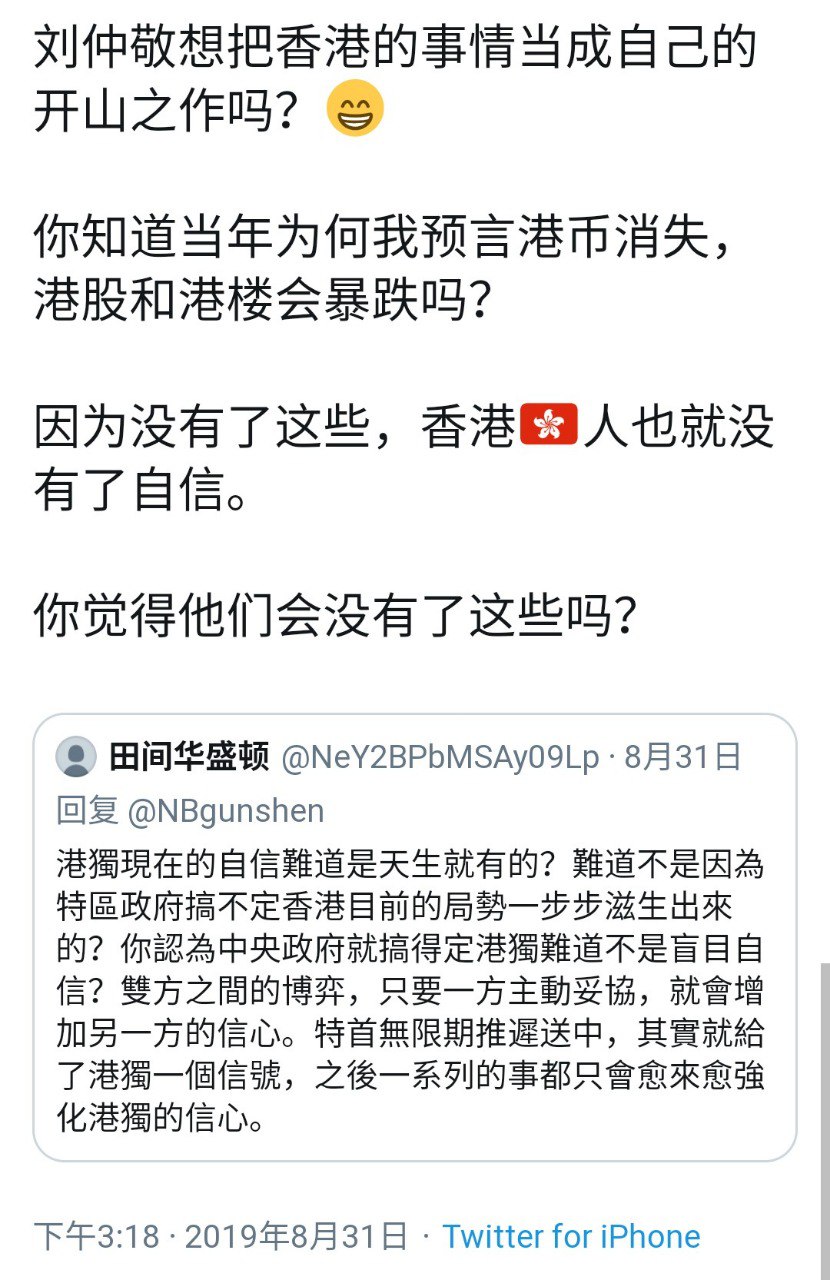 刘仲敬想把香港的事情当成自己的
开山之作吗？😁
你知道当年为何我预言港币消失，
港股和港楼会暴跌吗？
因为没有了这些，香港🇭🇰人也就没
有了自信。
你觉得他们会没有了这些吗？
田间华盛顿 @NeY2BPbMSAy09Lp · 8月31日
回复 @NBgunshen
港獨現在的自信難道是天生就有的？難道不是因為
特區政府搞不定香港目前的局勢一步步滋生出來
的？你認為中央政府就搞得定港獨難道不是盲目自
信？雙方之間的博弈，只要一方主動妥協，就會增
加另一方的信心。特首無限期推遲送中，其實就給
了港獨一個信號，之後一系列的事都只會愈來愈強
化港獨的信心。
下午3:18 · 2019年8月31日 · Twitter for iPhone